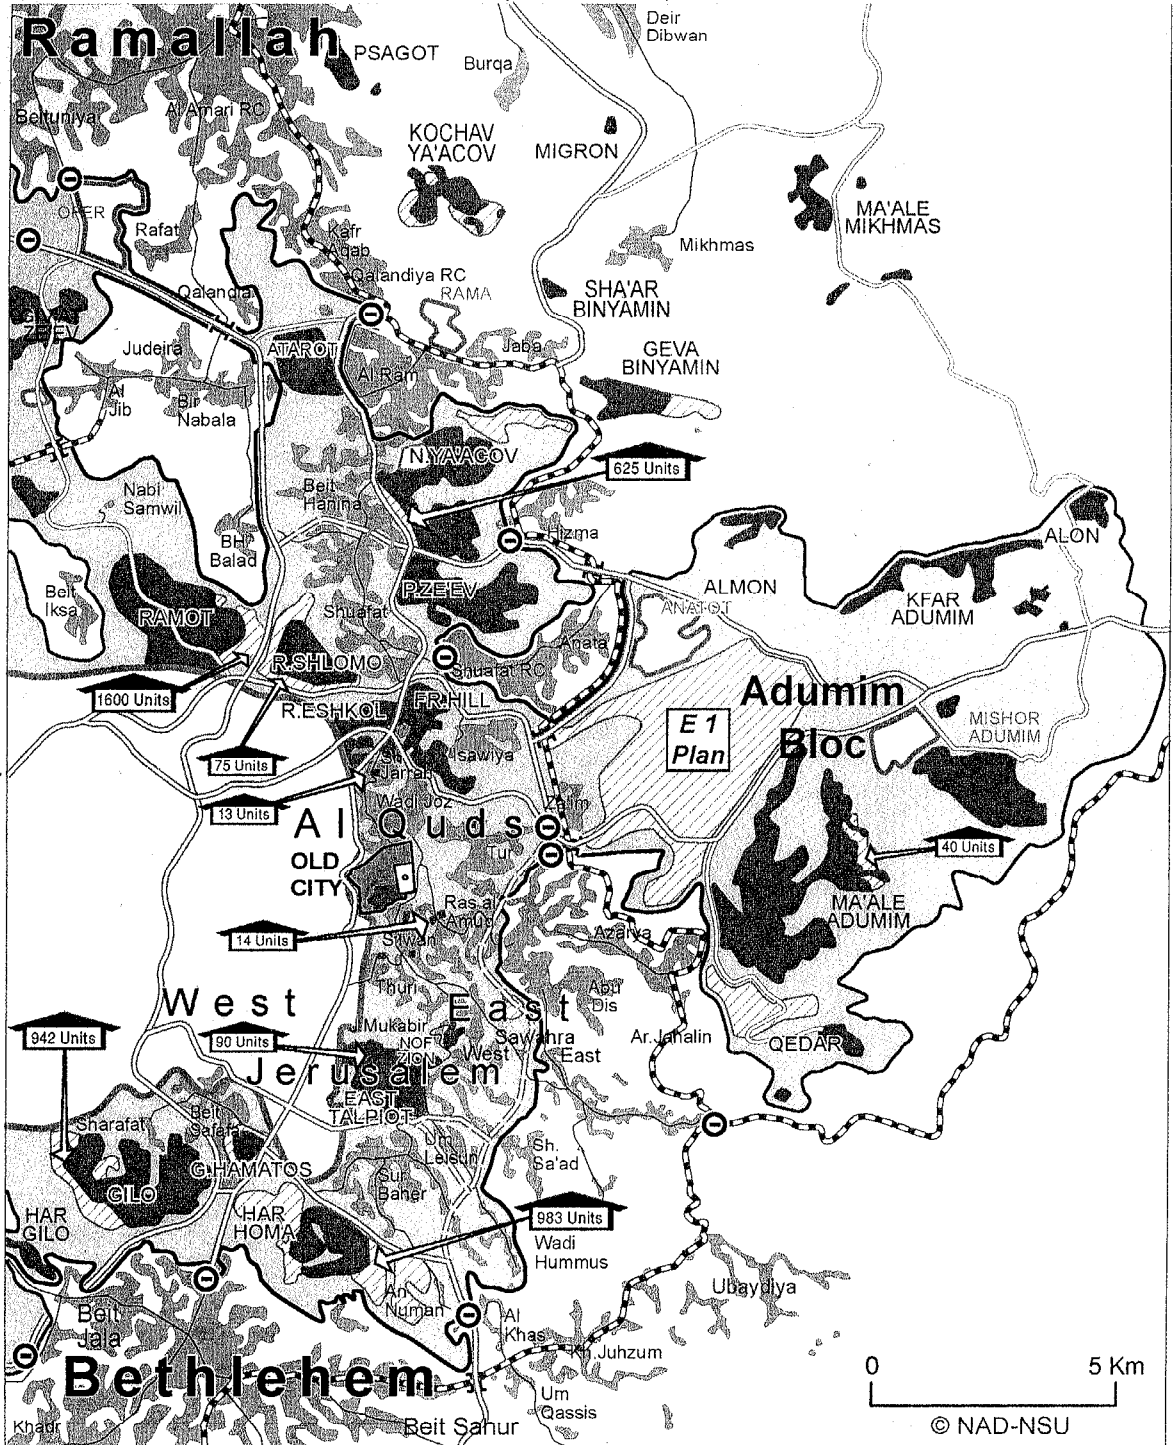 Ramallah
PSAGOT
Deir
Dibwan
Burqa
Beituniya
Al Amari RC
KOCHAV
YA'ACOV
MIGRON
OFER
Rafat
Kafr
Aqab
MA'ALE
MIKHMAS
Mikhmas
Qalandia
Qalandiya RC
RAMA
SHA'AR
BINYAMIN
GIVAT
ZE'EV
Judeira
ATAROT
Jaba
GEVA
BINYAMIN
Al
Jib
Bir
Nabala
Al Ram
N.YA'ACOV
625 Units
Nabi
Samwil
Beit
Hanina
BH
Balad
Hizma
ALON
Beit
Iksa
RAMOT
P.ZE'EV
ALMON
ANATOT
KFAR
ADUMIM
Shuafat
Anata
R.SHLOMO
Shuafat RC
1600 Units
R.ESHKOL
FR.HILL
Adumim
Bloc
E 1
Plan
MISHOR
ADUMIM
75 Units
Sh.
Jarrah
Isawiya
13 Units
Wadi Joz
Za'im
Al Quds
OLD
CITY
Tur
40 Units
MA'ALE
ADUMIM
Ras al
Amud
14 Units
Silwan
Azarya
Thuri
Abu
Dis
West
East
942 Units
90 Units
J.Mukabir
NOF
ZION
Sawahra
West
East
Ar.Jahalin
QEDAR
Jerusalem
EAST
TALPIOT
Sharafat
Beit
Safafa
Um
Leisun
Sh.
Sa'ad
G.HAMATOS
GILO
Sur
Baher
HAR
GILO
HAR
HOMA
983 Units
Wadi
Hummus
An
Numan
Ubaydiya
Beit
Jala
Al
Khas
Kh.Juhzum
Bethlehem
0 5 Km
Um
Qassis
Khadr
Beit Sahur
© NAD-NSU